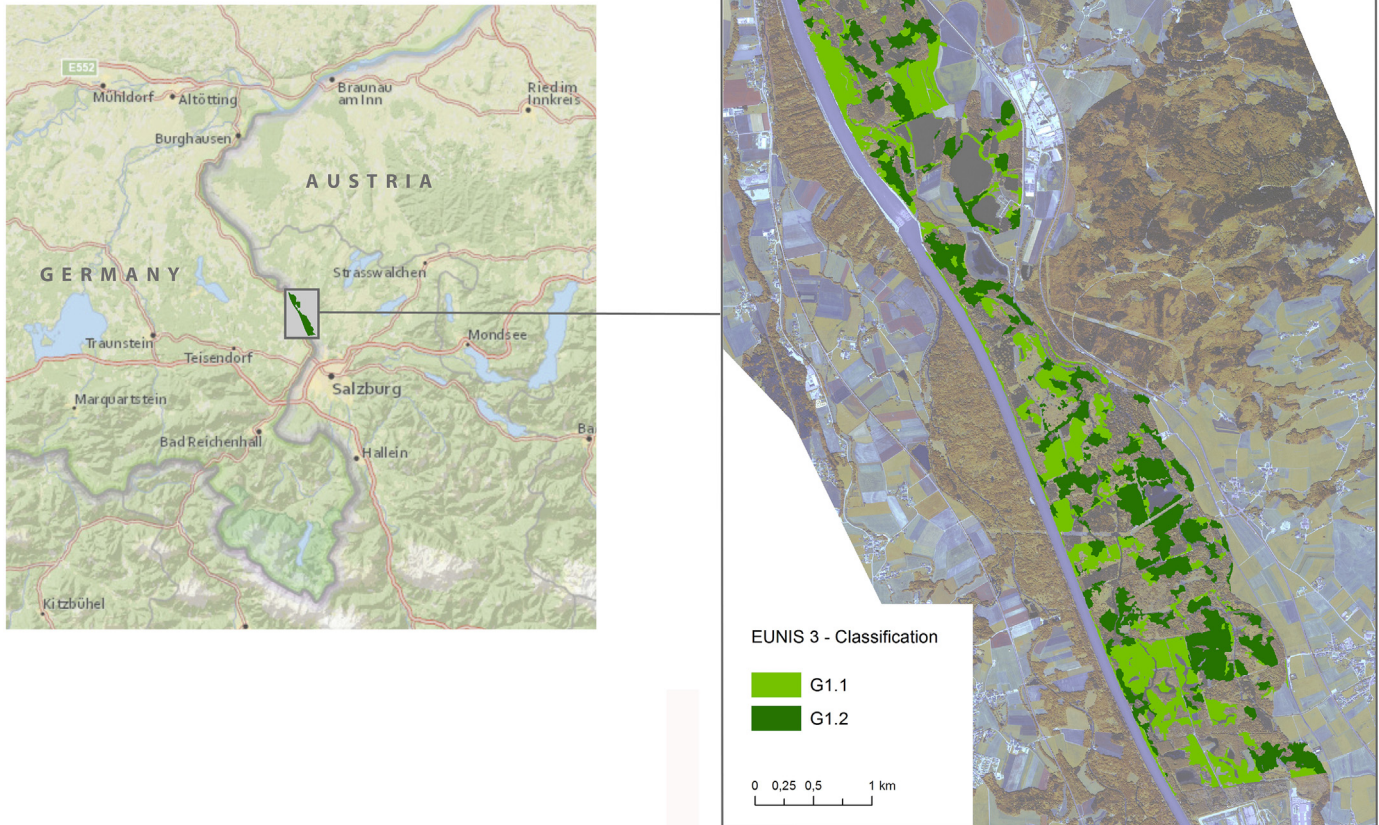 E552
Mühldorf
Altötting
Braunau
am Inn
Ried im
Innkreis
Burghausen
AUSTRIA
GERMANY
Strasswalchen
Traunstein
Teisendorf
Mondsee
Salzburg
Marquartstein
Bad Reichenhall
Hallein
Ba
Kitzbühel
EUNIS 3 - Classification
G1.1
G1.2
0 0,25 0,5 1 km